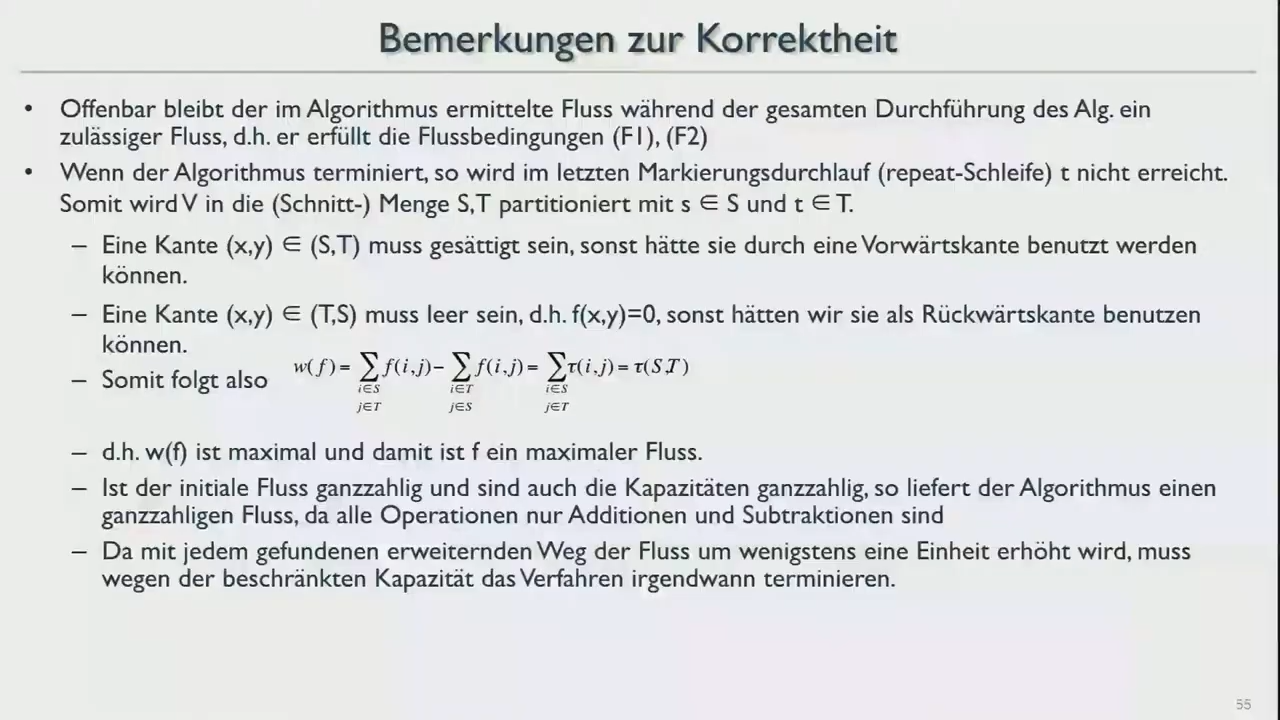 Bemerkungen zur Korrektheit
• Offenbar bleibt der im Algorithmus ermittelte Fluss während der gesamten Durchführung des Alg. ein
zulässiger Fluss, d.h. er erfüllt die Flussbedingungen (F1), (F2)
• Wenn der Algorithmus terminiert, so wird im letzten Markierungsdurchlauf (repeat-Schleife) t nicht erreicht.
Somit wird V in die (Schnitt-) Menge S,T partitioniert mit s ∈ S und t ∈ T.
– Eine Kante (x,y) ∈ (S,T) muss gesättigt sein, sonst hätte sie durch eine Vorwärtskante benutzt werden
können.
– Eine Kante (x,y) ∈ (T,S) muss leer sein, d.h. f(x,y)=0, sonst hätten wir sie als Rückwärtskante benutzen
können.
– Somit folgt also w(f) = ∑ f(i,j) − ∑ f(i,j) = ∑ τ(i,j) = τ(S,T)
i∈S i∈T i∈S
j∈T j∈S j∈T
– d.h. w(f) ist maximal und damit ist f ein maximaler Fluss.
– Ist der initiale Fluss ganzzahlig und sind auch die Kapazitäten ganzzahlig, so liefert der Algorithmus einen
ganzzahligen Fluss, da alle Operationen nur Additionen und Subtraktionen sind
– Da mit jedem gefundenen erweiternden Weg der Fluss um wenigstens eine Einheit erhöht wird, muss
wegen der beschränkten Kapazität das Verfahren irgendwann terminieren.
55